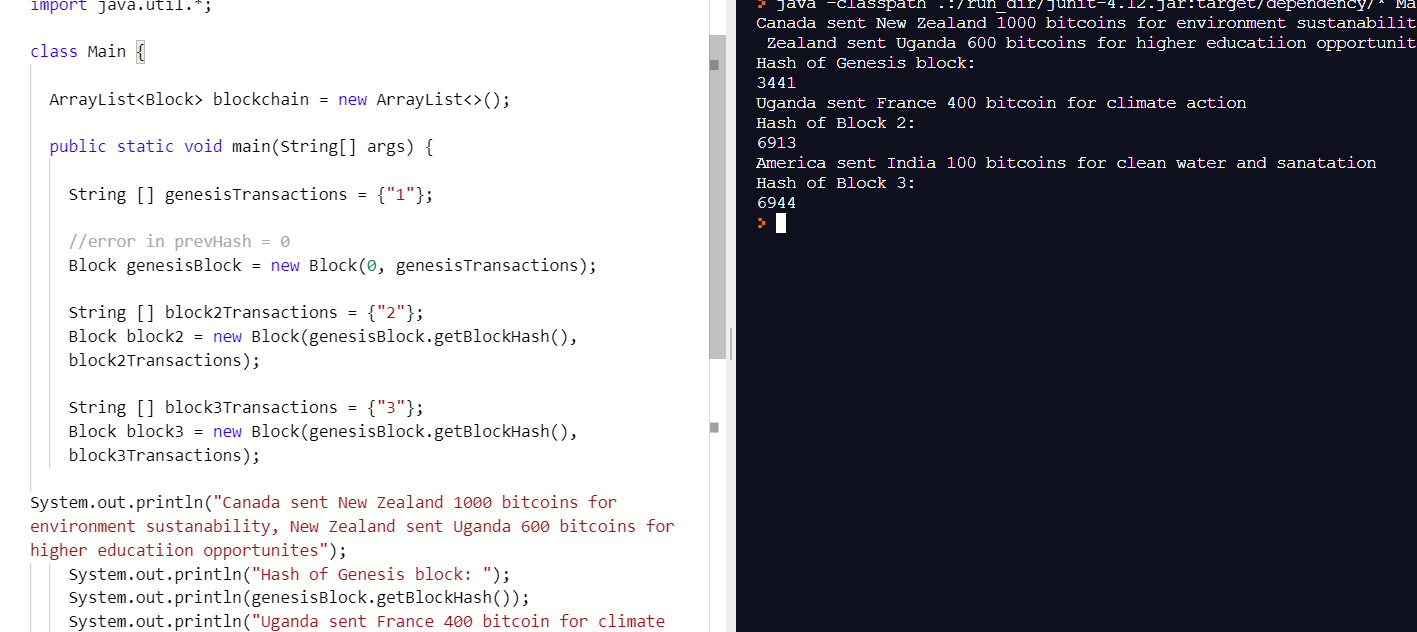 import java.util.*;
class Main {
ArrayList<Block> blockchain = new ArrayList<>();
public static void main(String[] args) {
String [] genesisTransactions = {"1"};
//error in prevHash = 0
Block genesisBlock = new Block(0, genesisTransactions);
String [] block2Transactions = {"2"};
Block block2 = new Block(genesisBlock.getBlockHash(),
block2Transactions);
String [] block3Transactions = {"3"};
Block block3 = new Block(genesisBlock.getBlockHash(),
block3Transactions);
System.out.println("Canada sent New Zealand 1000 bitcoins for
environment sustanability, New Zealand sent Uganda 600 bitcoins for
higher educatiion opportunites");
System.out.println("Hash of Genesis block: ");
System.out.println(genesisBlock.getBlockHash());
System.out.println("Uganda sent France 400 bitcoin for climate
> java -classpath .:/run_dir/junit-4.12.jar:target/dependency/* Ma
Canada sent New Zealand 1000 bitcoins for environment sustanabilit
Zealand sent Uganda 600 bitcoins for higher educatiion opportunit
Hash of Genesis block:
3441
Uganda sent France 400 bitcoin for climate action
Hash of Block 2:
6913
America sent India 100 bitcoins for clean water and sanatation
Hash of Block 3:
6944
>